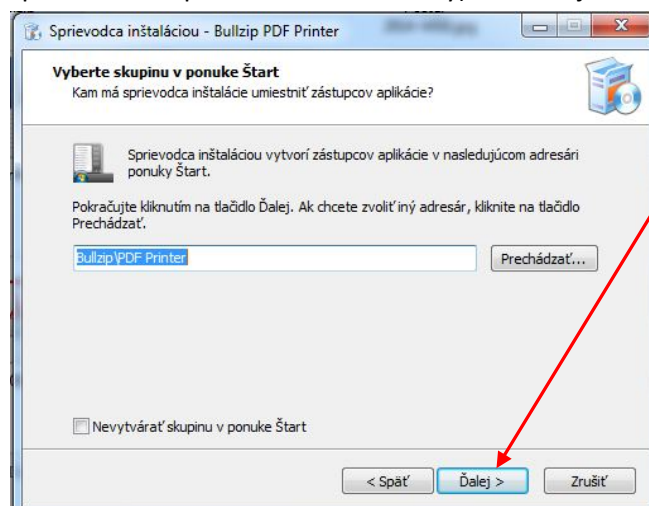 Sprievodca inštaláciou - Bullzip PDF Printer
Vyberte skupinu v ponuke Štart
Kam má sprievodca inštalácie umiestniť zástupcov aplikácie?
Sprievodca inštaláciou vytvorí zástupcov aplikácie v nasledujúcom adresári
ponuky Štart.
Pokračujte kliknutím na tlačidlo Ďalej. Ak chcete zvoliť iný adresár, kliknite na tlačidlo
Prechádzať.
Bullzip\PDF Printer
Prechádzať...
Nevytvárať skupinu v ponuke Štart
< Späť
Ďalej >
Zrušiť